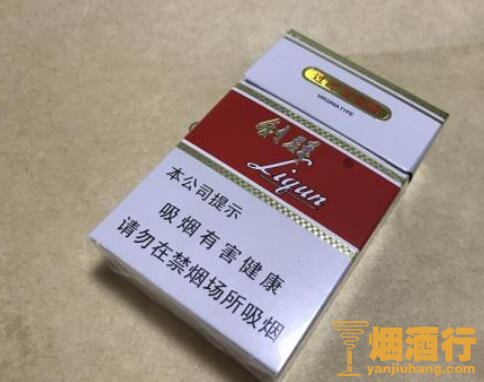 VIRGINIA TYPE
利群
Liqun
本公司提示
吸烟有害健康
请勿在禁烟场所吸烟
烟酒行
yanjiuhang.com